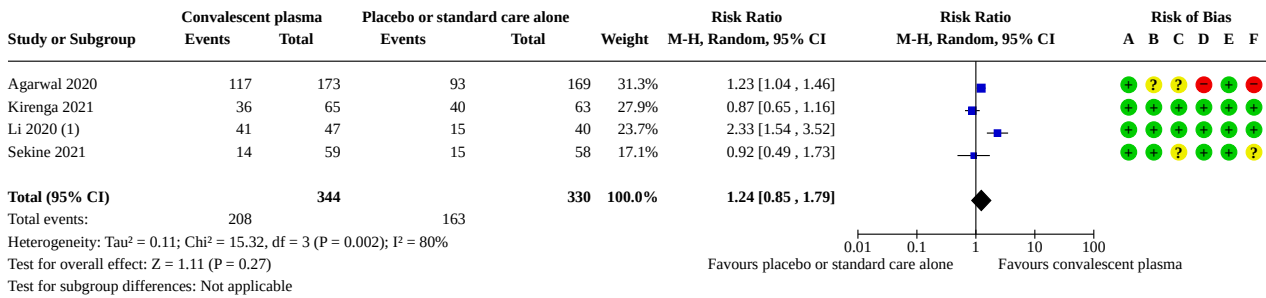 Convalescent plasma Placebo or standard care alone Risk Ratio Risk Ratio Risk of Bias
Study or Subgroup Events Total Events Total Weight M-H, Random, 95% CI M-H, Random, 95% CI A B C D E F
Agarwal 2020 117 173 93 169 31.3% 1.23 [1.04 , 1.46] + ? ? − + −
Kirenga 2021 36 65 40 63 27.9% 0.87 [0.65 , 1.16] + + + + + +
Li 2020 (1) 41 47 15 40 23.7% 2.33 [1.54 , 3.52] + + + + + +
Sekine 2021 14 59 15 58 17.1% 0.92 [0.49 , 1.73] + + ? + + ?
Total (95% CI) 344 330 100.0% 1.24 [0.85 , 1.79]
Total events: 208 163
Heterogeneity: Tau² = 0.11; Chi² = 15.32, df = 3 (P = 0.002); I² = 80%
0.01 0.1 1 10 100
Test for overall effect: Z = 1.11 (P = 0.27)
Favours placebo or standard care alone Favours convalescent plasma
Test for subgroup differences: Not applicable